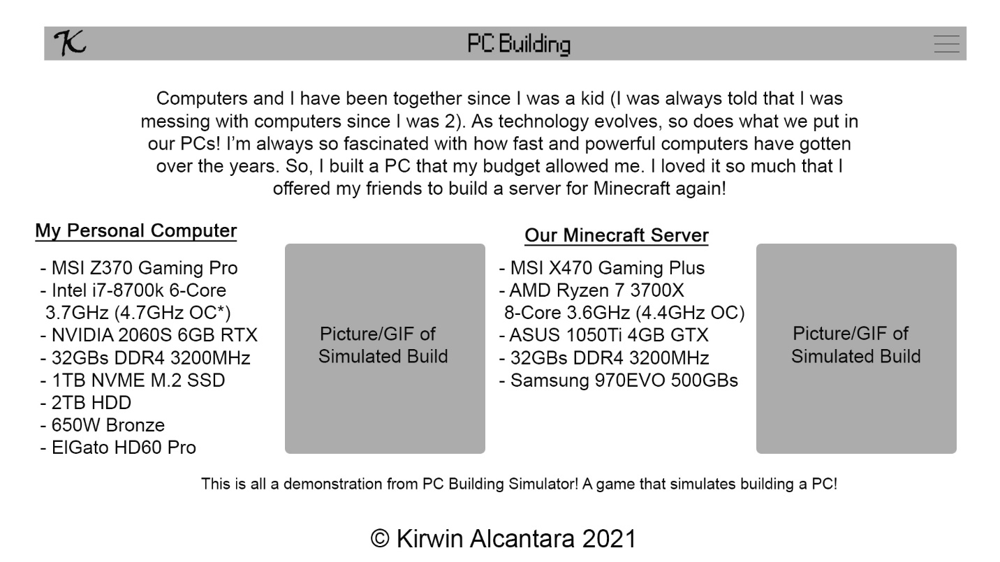 K
PC Building
Computers and I have been together since I was a kid (I was always told that I was
messing with computers since I was 2). As technology evolves, so does what we put in
our PCs! I’m always so fascinated with how fast and powerful computers have gotten
over the years. So, I built a PC that my budget allowed me. I loved it so much that I
offered my friends to build a server for Minecraft again!
My Personal Computer
- MSI Z370 Gaming Pro
- Intel i7-8700k 6-Core
3.7GHz (4.7GHz OC*)
- NVIDIA 2060S 6GB RTX
- 32GBs DDR4 3200MHz
- 1TB NVME M.2 SSD
- 2TB HDD
- 650W Bronze
- ElGato HD60 Pro
Picture/GIF of
Simulated Build
Our Minecraft Server
- MSI X470 Gaming Plus
- AMD Ryzen 7 3700X
8-Core 3.6GHz (4.4GHz OC)
- ASUS 1050Ti 4GB GTX
- 32GBs DDR4 3200MHz
- Samsung 970EVO 500GBs
Picture/GIF of
Simulated Build
This is all a demonstration from PC Building Simulator! A game that simulates building a PC!
© Kirwin Alcantara 2021